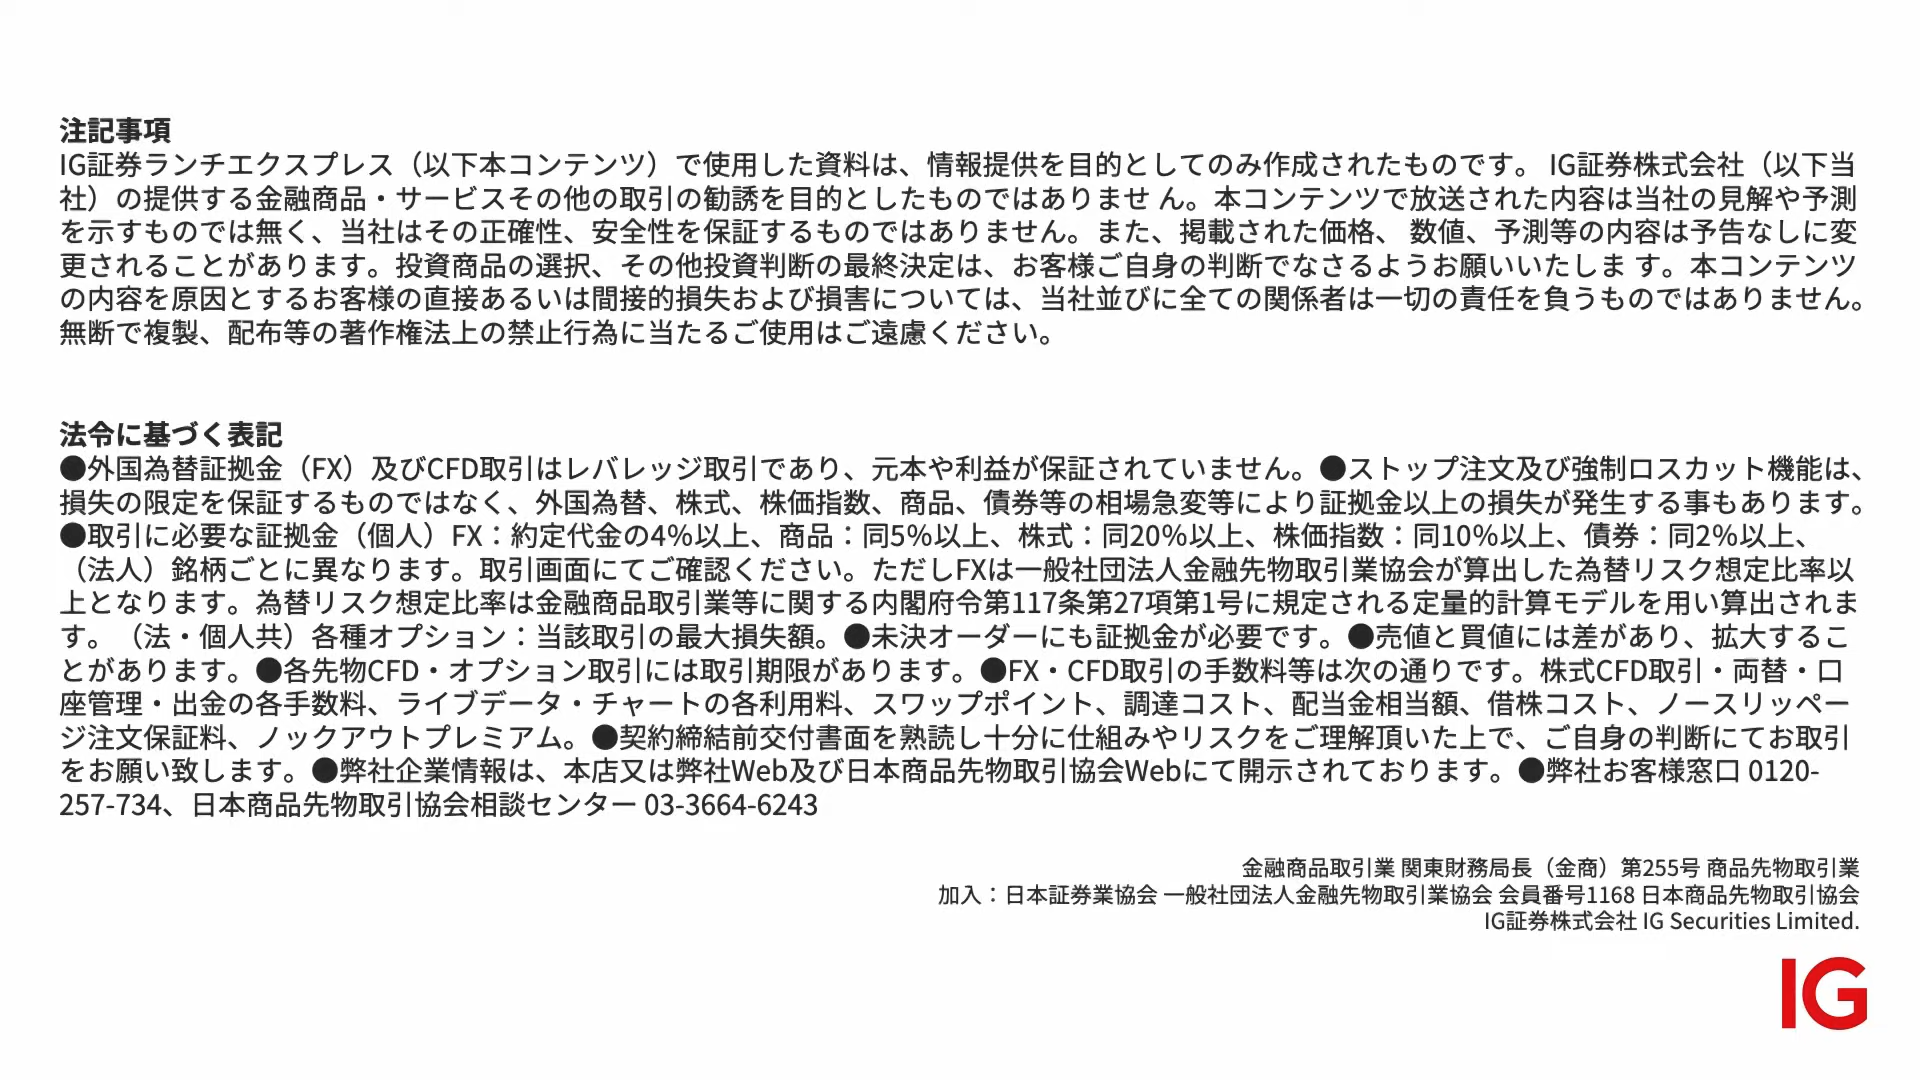 注記事項
IG証券ランチエクスプレス（以下本コンテンツ）で使用した資料は、情報提供を目的としてのみ作成されたものです。 IG証券株式会社（以下当
社）の提供する金融商品・サービスその他の取引の勧誘を目的としたものではありませ ん。本コンテンツで放送された内容は当社の見解や予測
を示すものでは無く、当社はその正確性、安全性を保証するものではありません。また、掲載された価格、 数値、予測等の内容は予告なしに変
更されることがあります。投資商品の選択、その他投資判断の最終決定は、お客様ご自身の判断でなさるようお願いいたしま す。本コンテンツ
の内容を原因とするお客様の直接あるいは間接的損失および損害については、当社並びに全ての関係者は一切の責任を負うものではありません。
無断で複製、配布等の著作権法上の禁止行為に当たるご使用はご遠慮ください。
法令に基づく表記
●外国為替証拠金（FX）及びCFD取引はレバレッジ取引であり、元本や利益が保証されていません。●ストップ注文及び強制ロスカット機能は、
損失の限定を保証するものではなく、外国為替、株式、株価指数、商品、債券等の相場急変等により証拠金以上の損失が発生する事もあります。
●取引に必要な証拠金（個人）FX：約定代金の4％以上、商品：同5％以上、株式：同20％以上、株価指数：同10％以上、債券：同2％以上、
（法人）銘柄ごとに異なります。取引画面にてご確認ください。ただしFXは一般社団法人金融先物取引業協会が算出した為替リスク想定比率以
上となります。為替リスク想定比率は金融商品取引業等に関する内閣府令第117条第27項第1号に規定される定量的計算モデルを用い算出されま
す。（法・個人共）各種オプション：当該取引の最大損失額。●未決オーダーにも証拠金が必要です。●売値と買値には差があり、拡大するこ
とがあります。●各先物CFD・オプション取引には取引期限があります。●FX・CFD取引の手数料等は次の通りです。株式CFD取引・両替・口
座管理・出金の各手数料、ライブデータ・チャートの各利用料、スワップポイント、調達コスト、配当金相当額、借株コスト、ノースリッペー
ジ注文保証料、ノックアウトプレミアム。●契約締結前交付書面を熟読し十分に仕組みやリスクをご理解頂いた上で、ご自身の判断にてお取引
をお願い致します。●弊社企業情報は、本店又は弊社Web及び日本商品先物取引協会Webにて開示されております。●弊社お客様窓口 0120-
257-734、日本商品先物取引協会相談センター 03-3664-6243
金融商品取引業 関東財務局長（金商）第255号 商品先物取引業
加入：日本証券業協会 一般社団法人金融先物取引業協会 会員番号1168 日本商品先物取引協会
IG証券株式会社 IG Securities Limited.
IG